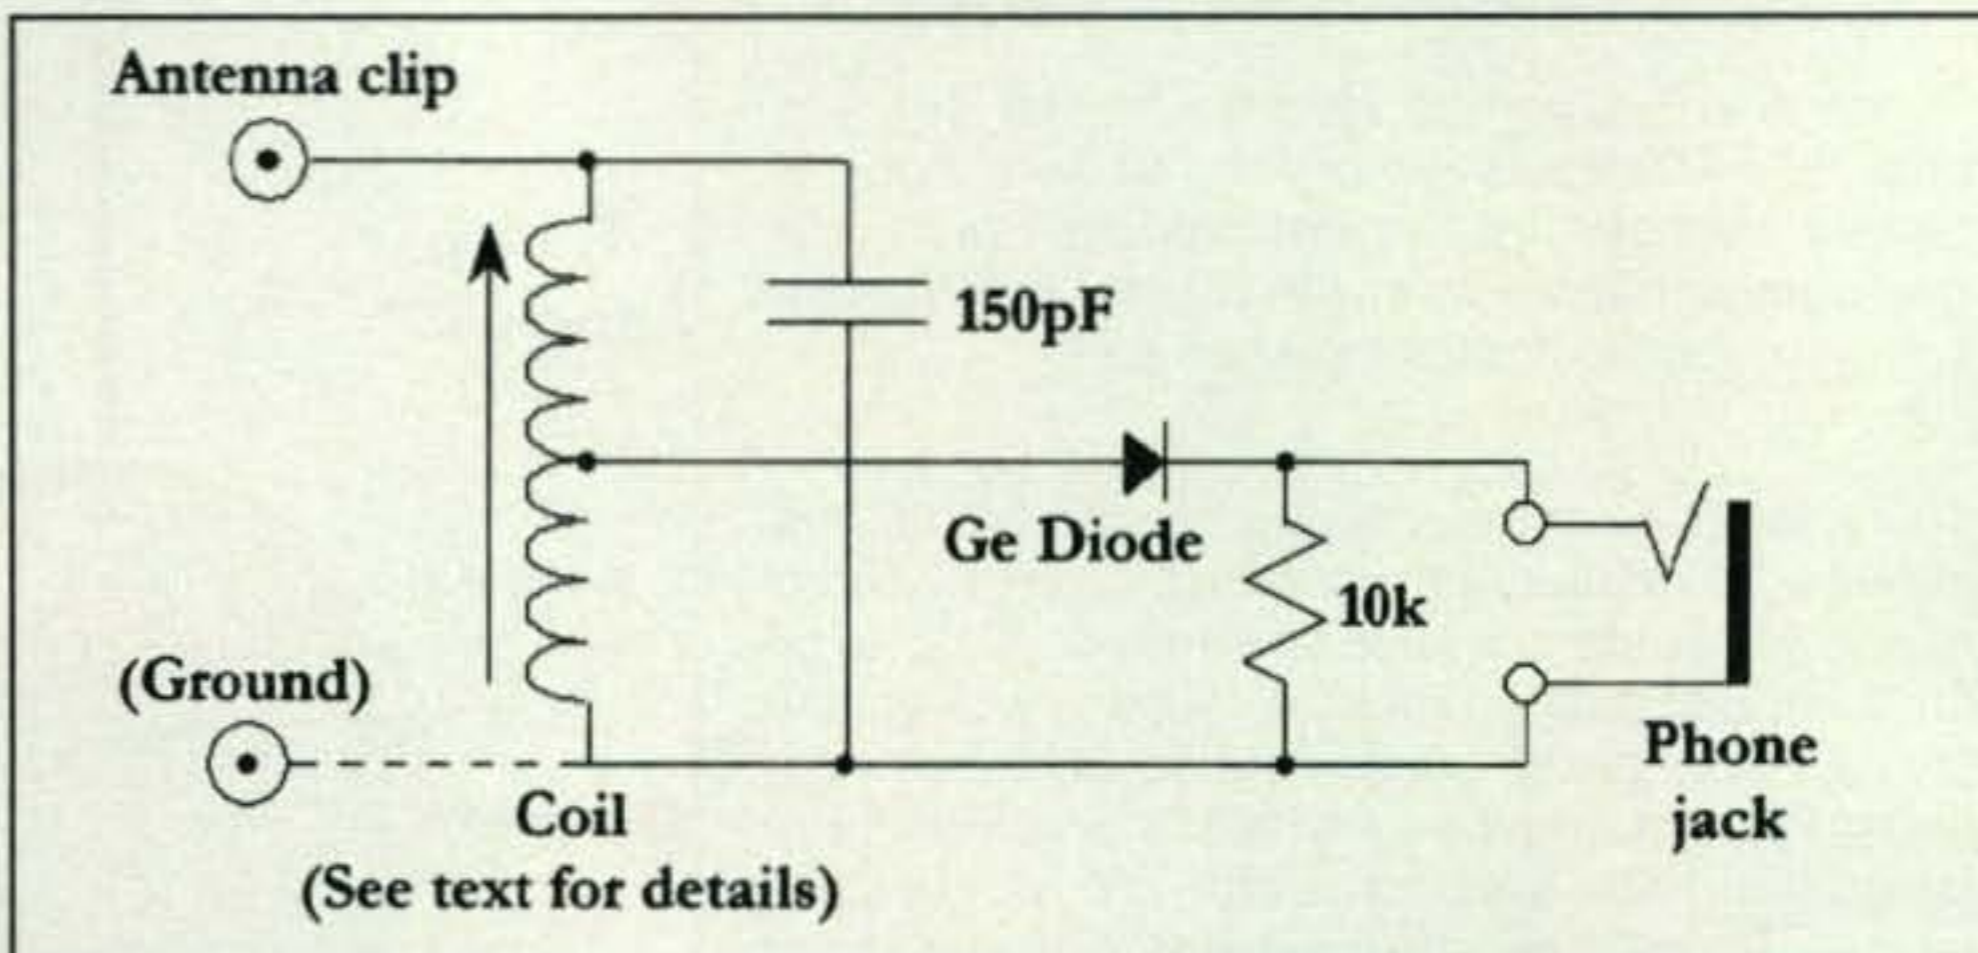 Antenna clip
150pF
Ge Diode
10k
(Ground)
Phone
jack
Coil
(See text for details)